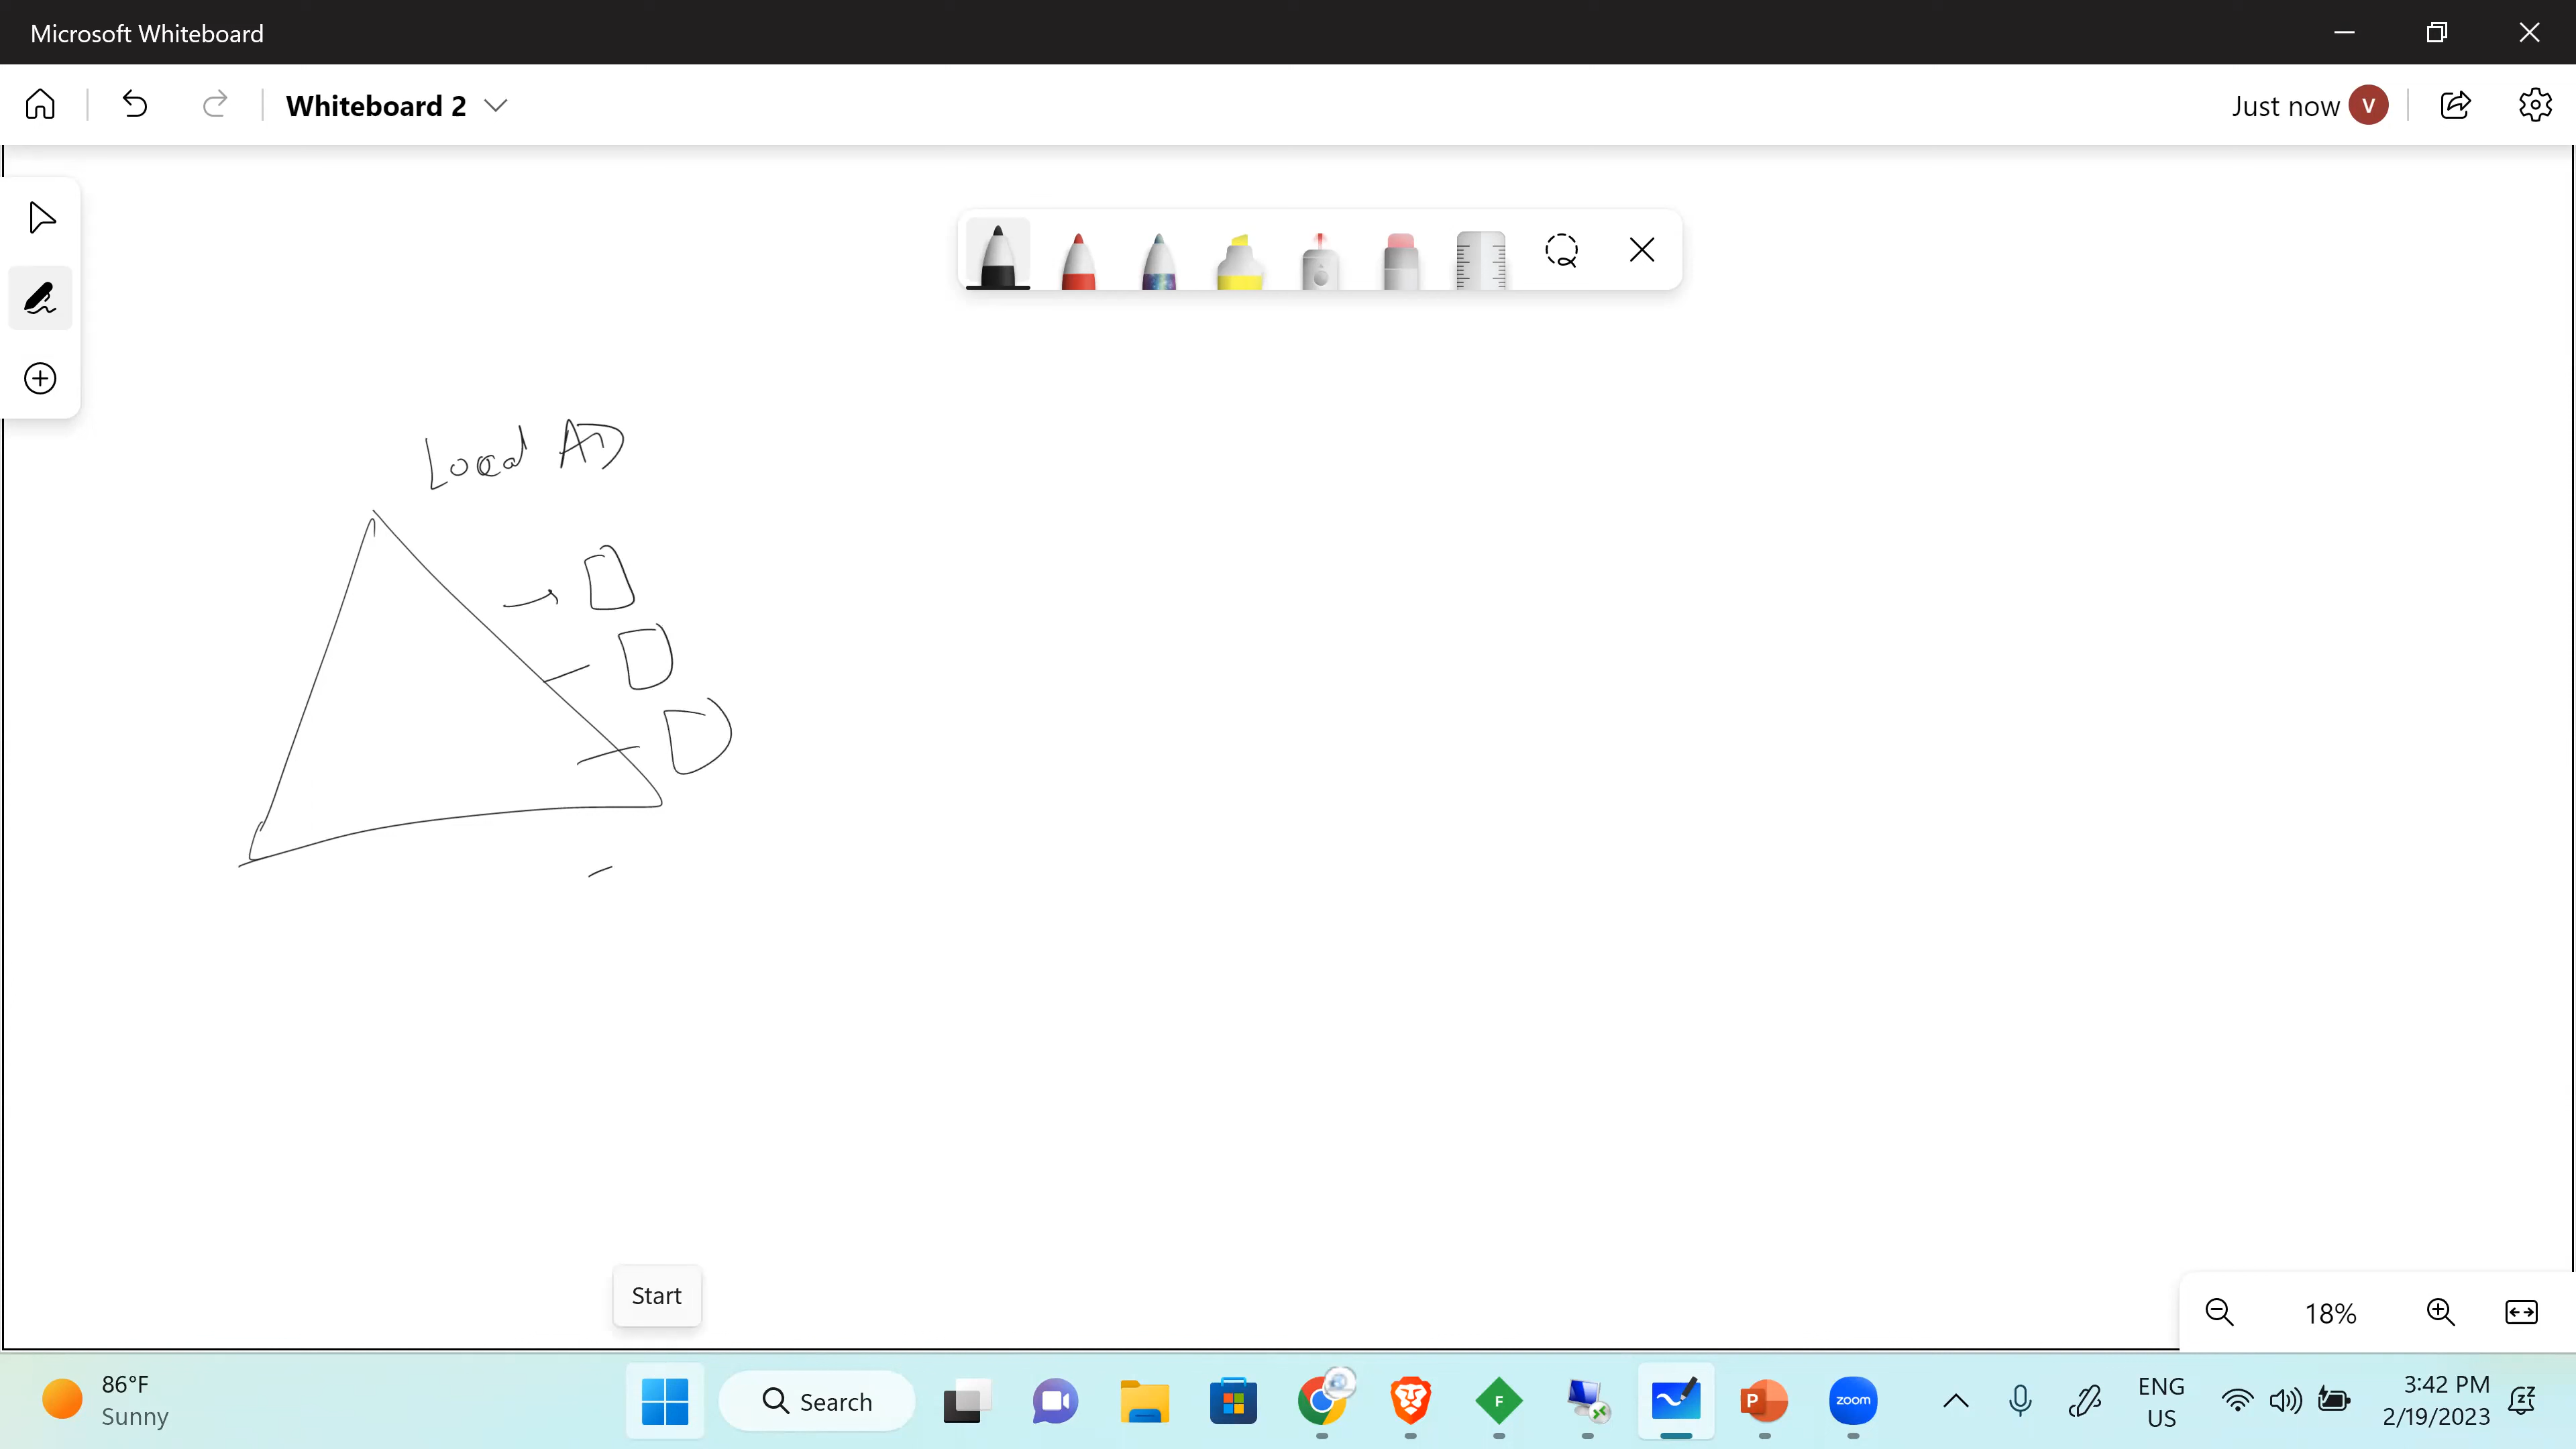 Microsoft Whiteboard
Whiteboard 2
Just now V
Local AD
Start
18%
86°F
Sunny
Search
F
P
zoom
ENG
US
3:42 PM
2/19/2023